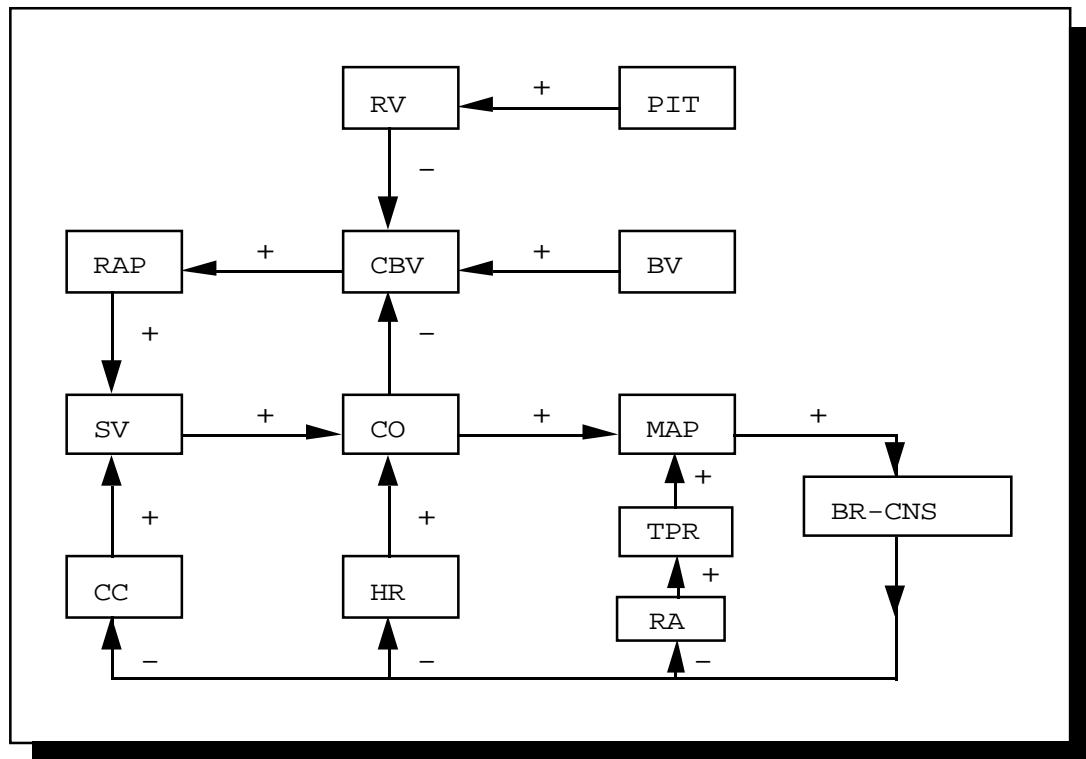 +
RV
PIT
−
+
+
RAP
CBV
BV
+
−
+
+
+
SV
CO
MAP
+
BR-CNS
+
+
TPR
+
CC
HR
RA
−
−
−